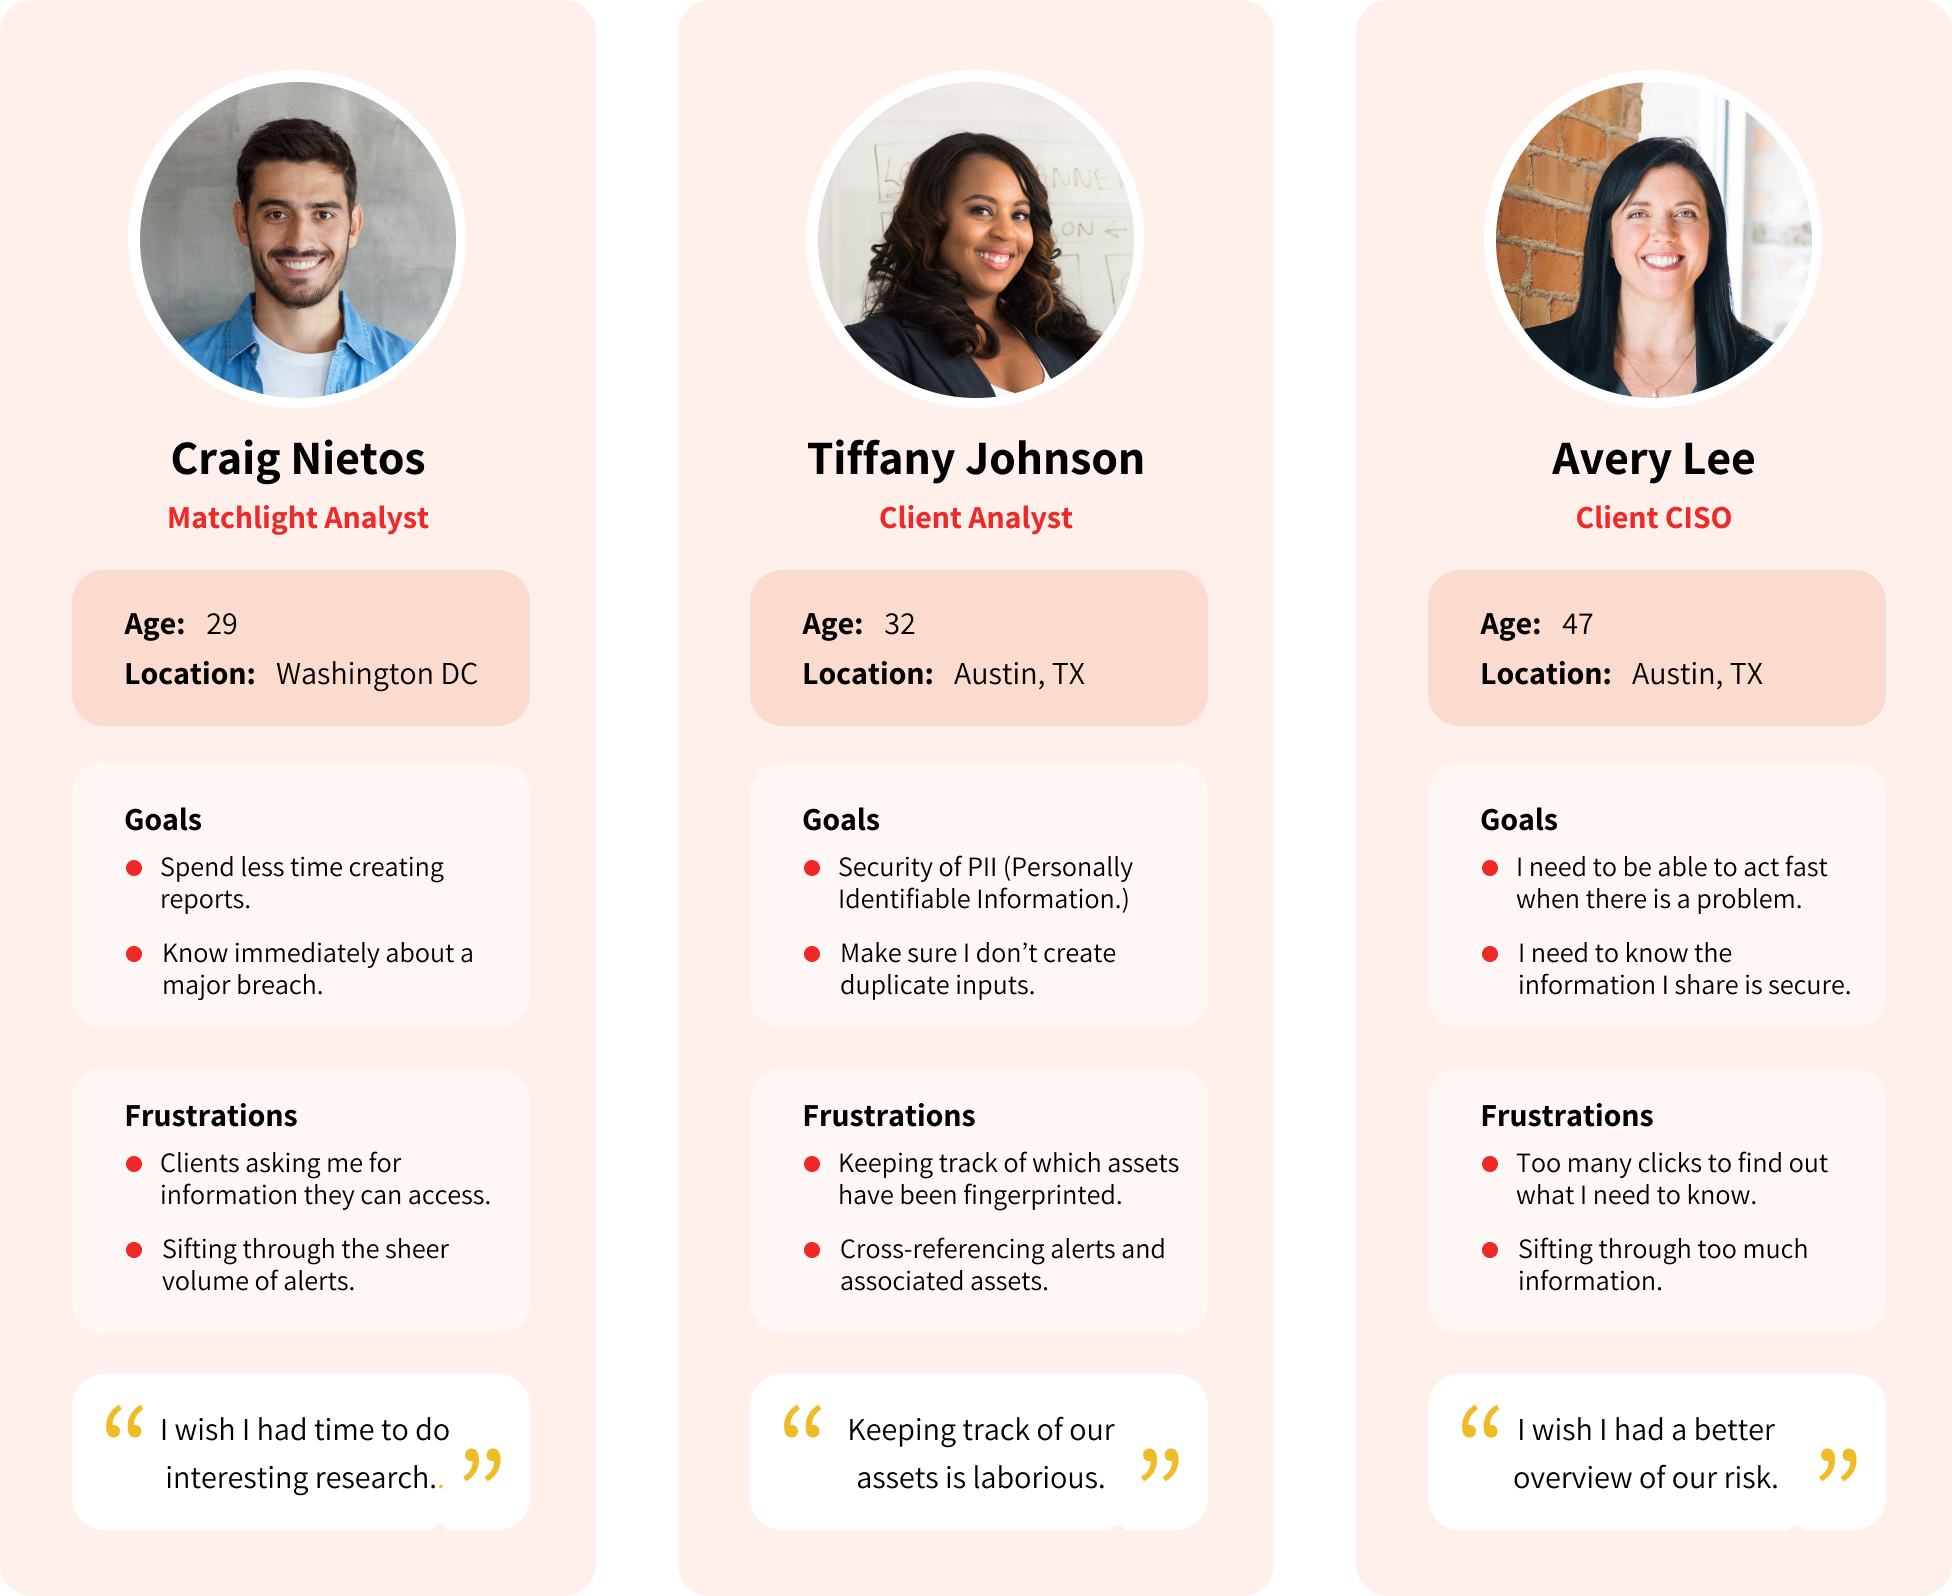 Craig Nietos
Matchlight Analyst
Age: 29
Location: Washington DC
Goals
Spend less time creating
reports.
Know immediately about a
major breach.
Frustrations
Clients asking me for
information they can access.
Sifting through the sheer
volume of alerts.
“ I wish I had time to do
interesting research.. ”
Tiffany Johnson
Client Analyst
Age: 32
Location: Austin, TX
Goals
Security of PII (Personally
Identifiable Information.)
Make sure I don’t create
duplicate inputs.
Frustrations
Keeping track of which assets
have been fingerprinted.
Cross-referencing alerts and
associated assets.
“ Keeping track of our
assets is laborious. ”
Avery Lee
Client CISO
Age: 47
Location: Austin, TX
Goals
I need to be able to act fast
when there is a problem.
I need to know the
information I share is secure.
Frustrations
Too many clicks to find out
what I need to know.
Sifting through too much
information.
“ I wish I had a better
overview of our risk. ”